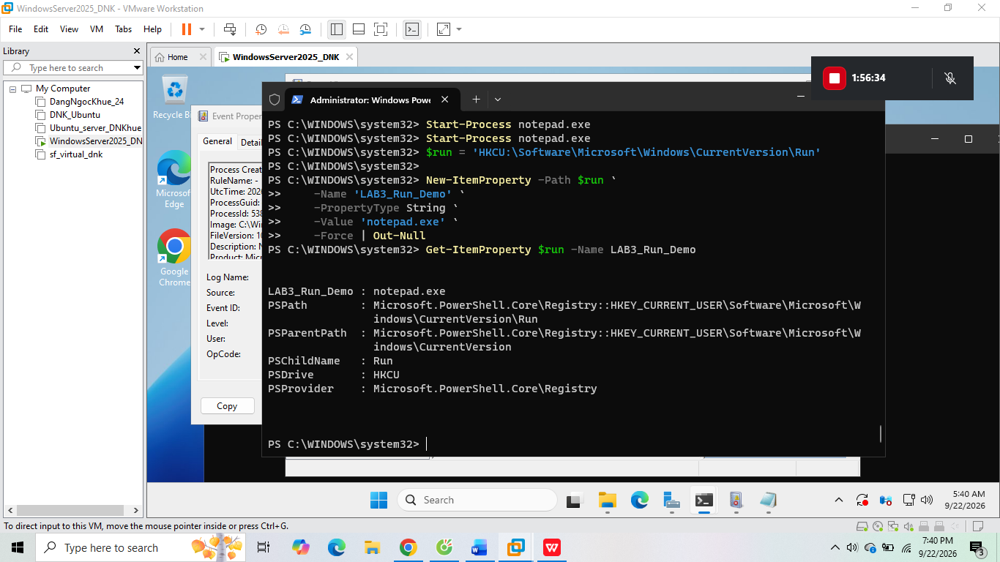 WindowsServer2025_DNK - VMware Workstation
File Edit View VM Tabs Help
Library
Type here to search
My Computer
DangNgocKhue_24
DNK_Ubuntu
Ubuntu_server_DNKhue
WindowsServer2025_DN
sf_virtual_dnk
Home
WindowsServer2025_DNK
1:56:34
Recycle Bi
Microsof
Edge
Google
Chrome
Event Proper
General Detail
Process Creat
RuleName: -
UtcTime: 2026
ProcessGuid:
ProcessId: 538
Image: C:\Win
FileVersion: 10
Description: N
Product: Micr
Log Name:
Source:
Event ID:
Level:
User:
OpCode:
Copy
Administrator: Windows Powe
PS C:\WINDOWS\system32> Start-Process notepad.exe
PS C:\WINDOWS\system32> Start-Process notepad.exe
PS C:\WINDOWS\system32> $run = 'HKCU:\Software\Microsoft\Windows\CurrentVersion\Run'
PS C:\WINDOWS\system32>
PS C:\WINDOWS\system32> New-ItemProperty -Path $run `
>> -Name 'LAB3_Run_Demo' `
>> -PropertyType String `
>> -Value 'notepad.exe' `
>> -Force | Out-Null
PS C:\WINDOWS\system32> Get-ItemProperty $run -Name LAB3_Run_Demo
LAB3_Run_Demo : notepad.exe
PSPath : Microsoft.PowerShell.Core\Registry::HKEY_CURRENT_USER\Software\Microsoft\W
indows\CurrentVersion\Run
PSParentPath : Microsoft.PowerShell.Core\Registry::HKEY_CURRENT_USER\Software\Microsoft\W
indows\CurrentVersion
PSChildName : Run
PSDrive : HKCU
PSProvider : Microsoft.PowerShell.Core\Registry
PS C:\WINDOWS\system32>
Search
5:40 AM
9/22/2026
To direct input to this VM, move the mouse pointer inside or press Ctrl+G.
Type here to search
7:40 PM
9/22/2026
3